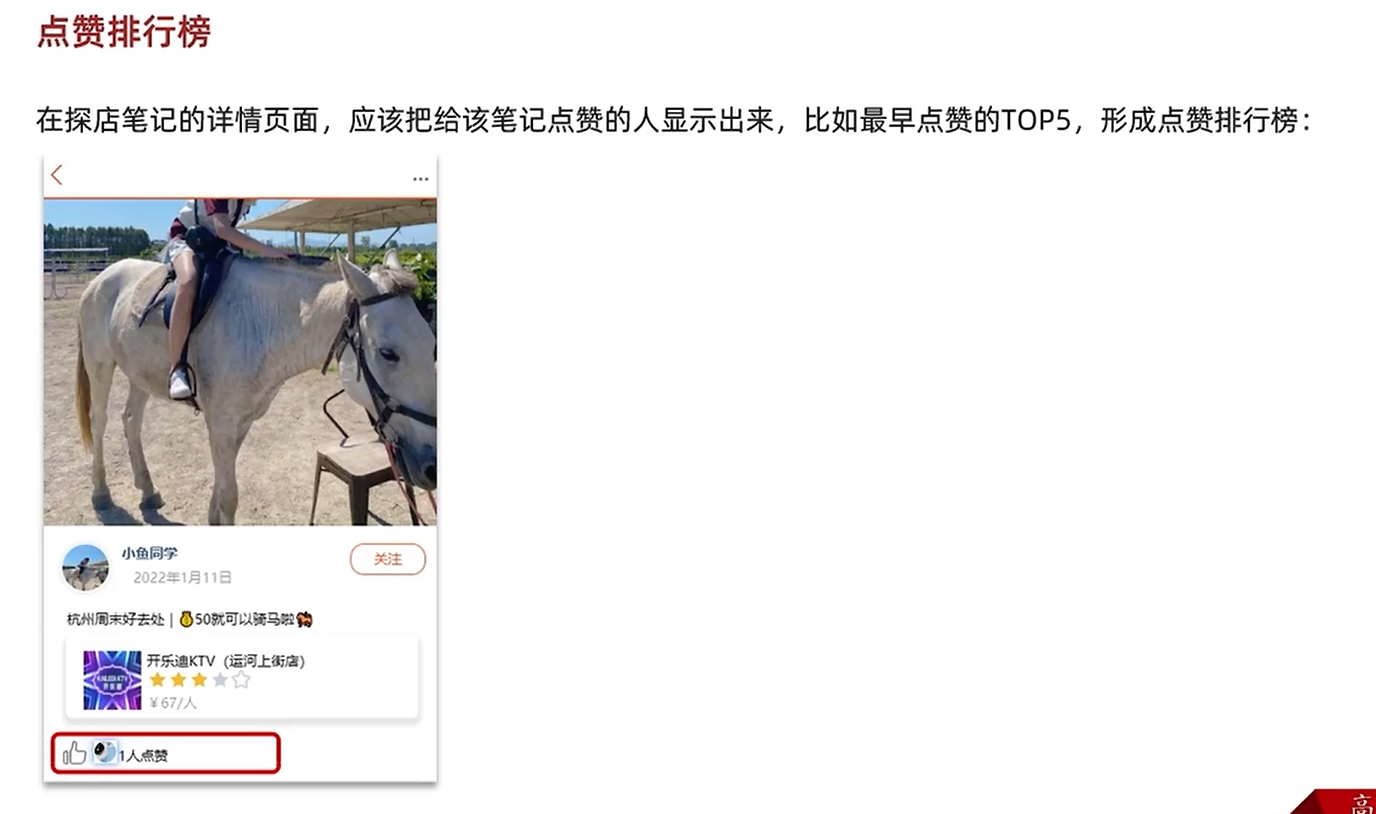 点赞排行榜
在探店笔记的详情页面，应该把给该笔记点赞的人显示出来，比如最早点赞的TOP5，形成点赞排行榜：
小鱼同学
关注
2022年1月11日
杭州周末好去处 | 💰50就可以骑马啦🐎
开乐迪KTV（运河上街店）
￥67/人
1人点赞
高